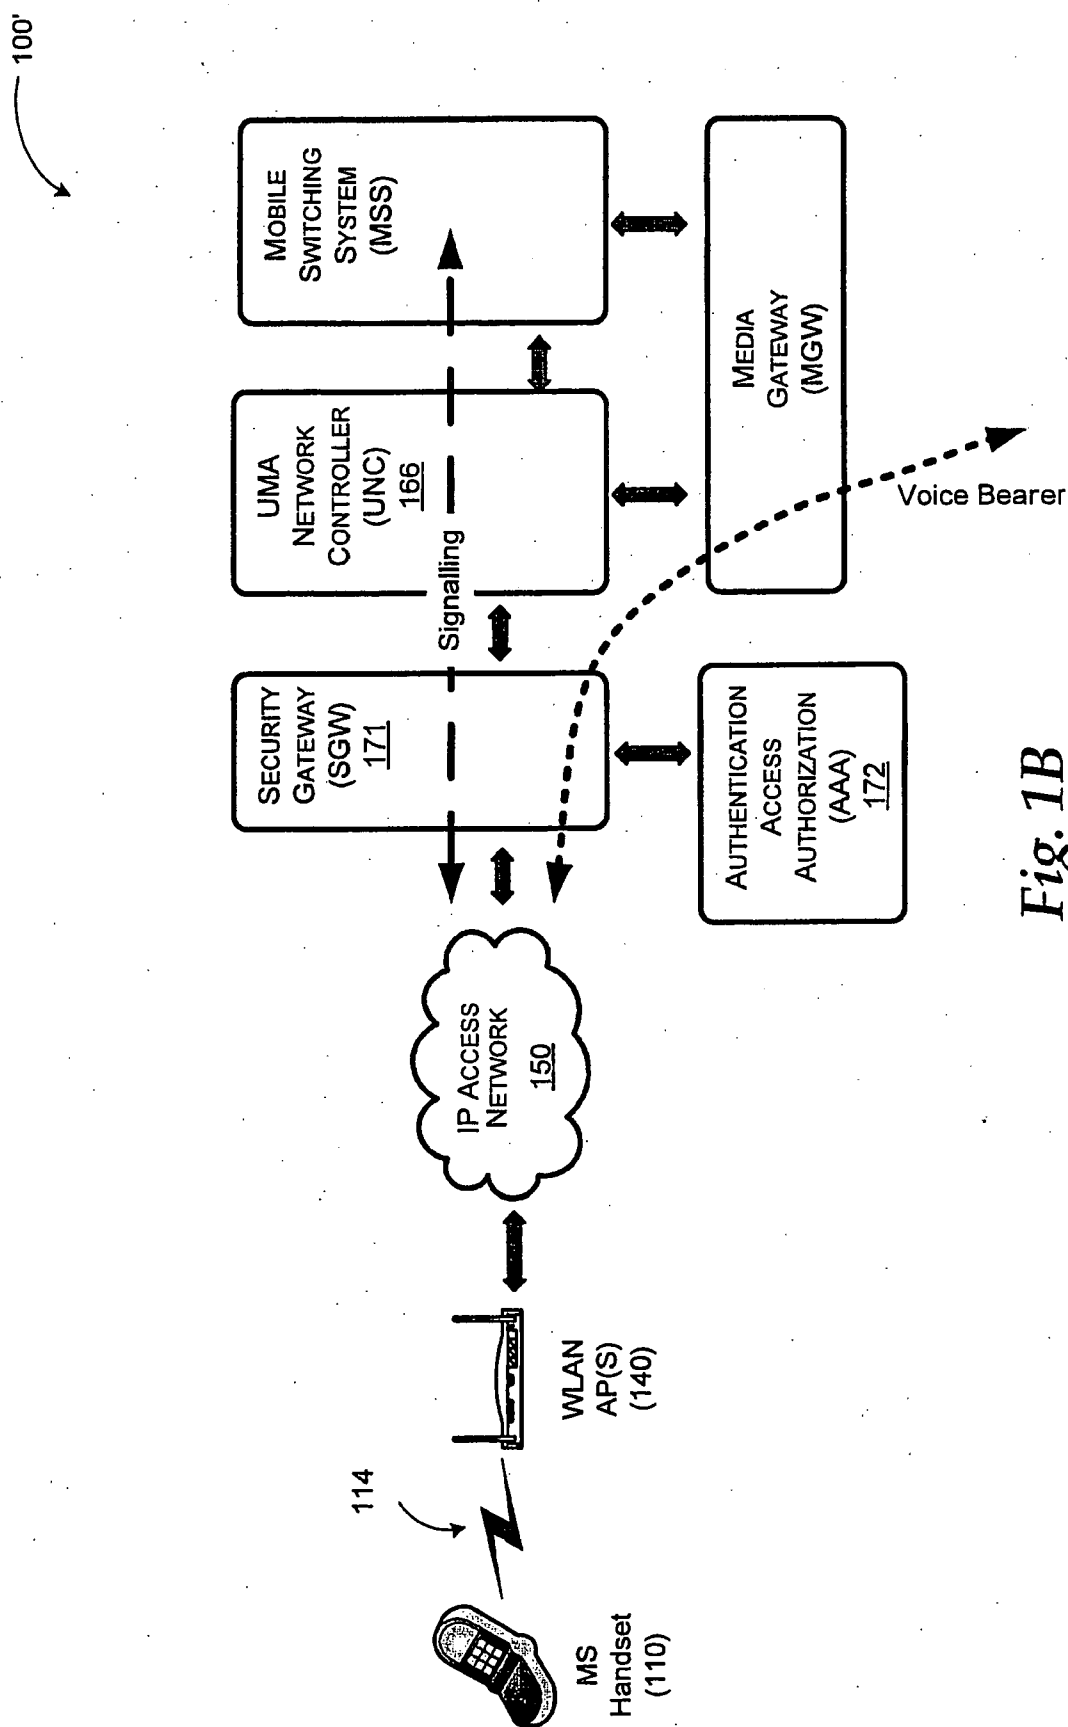 100'
MOBILE
SWITCHING
SYSTEM
(MSS)
UMA
NETWORK
CONTROLLER
(UNC)
166
SECURITY
GATEWAY
(SGW)
171
Signalling
MEDIA
GATEWAY
(MGW)
Voice Bearer
AUTHENTICATION
ACCESS
AUTHORIZATION
(AAA)
172
IP ACCESS
NETWORK
150
WLAN
AP(S)
(140)
114
MS
Handset
(110)
Fig. 1B